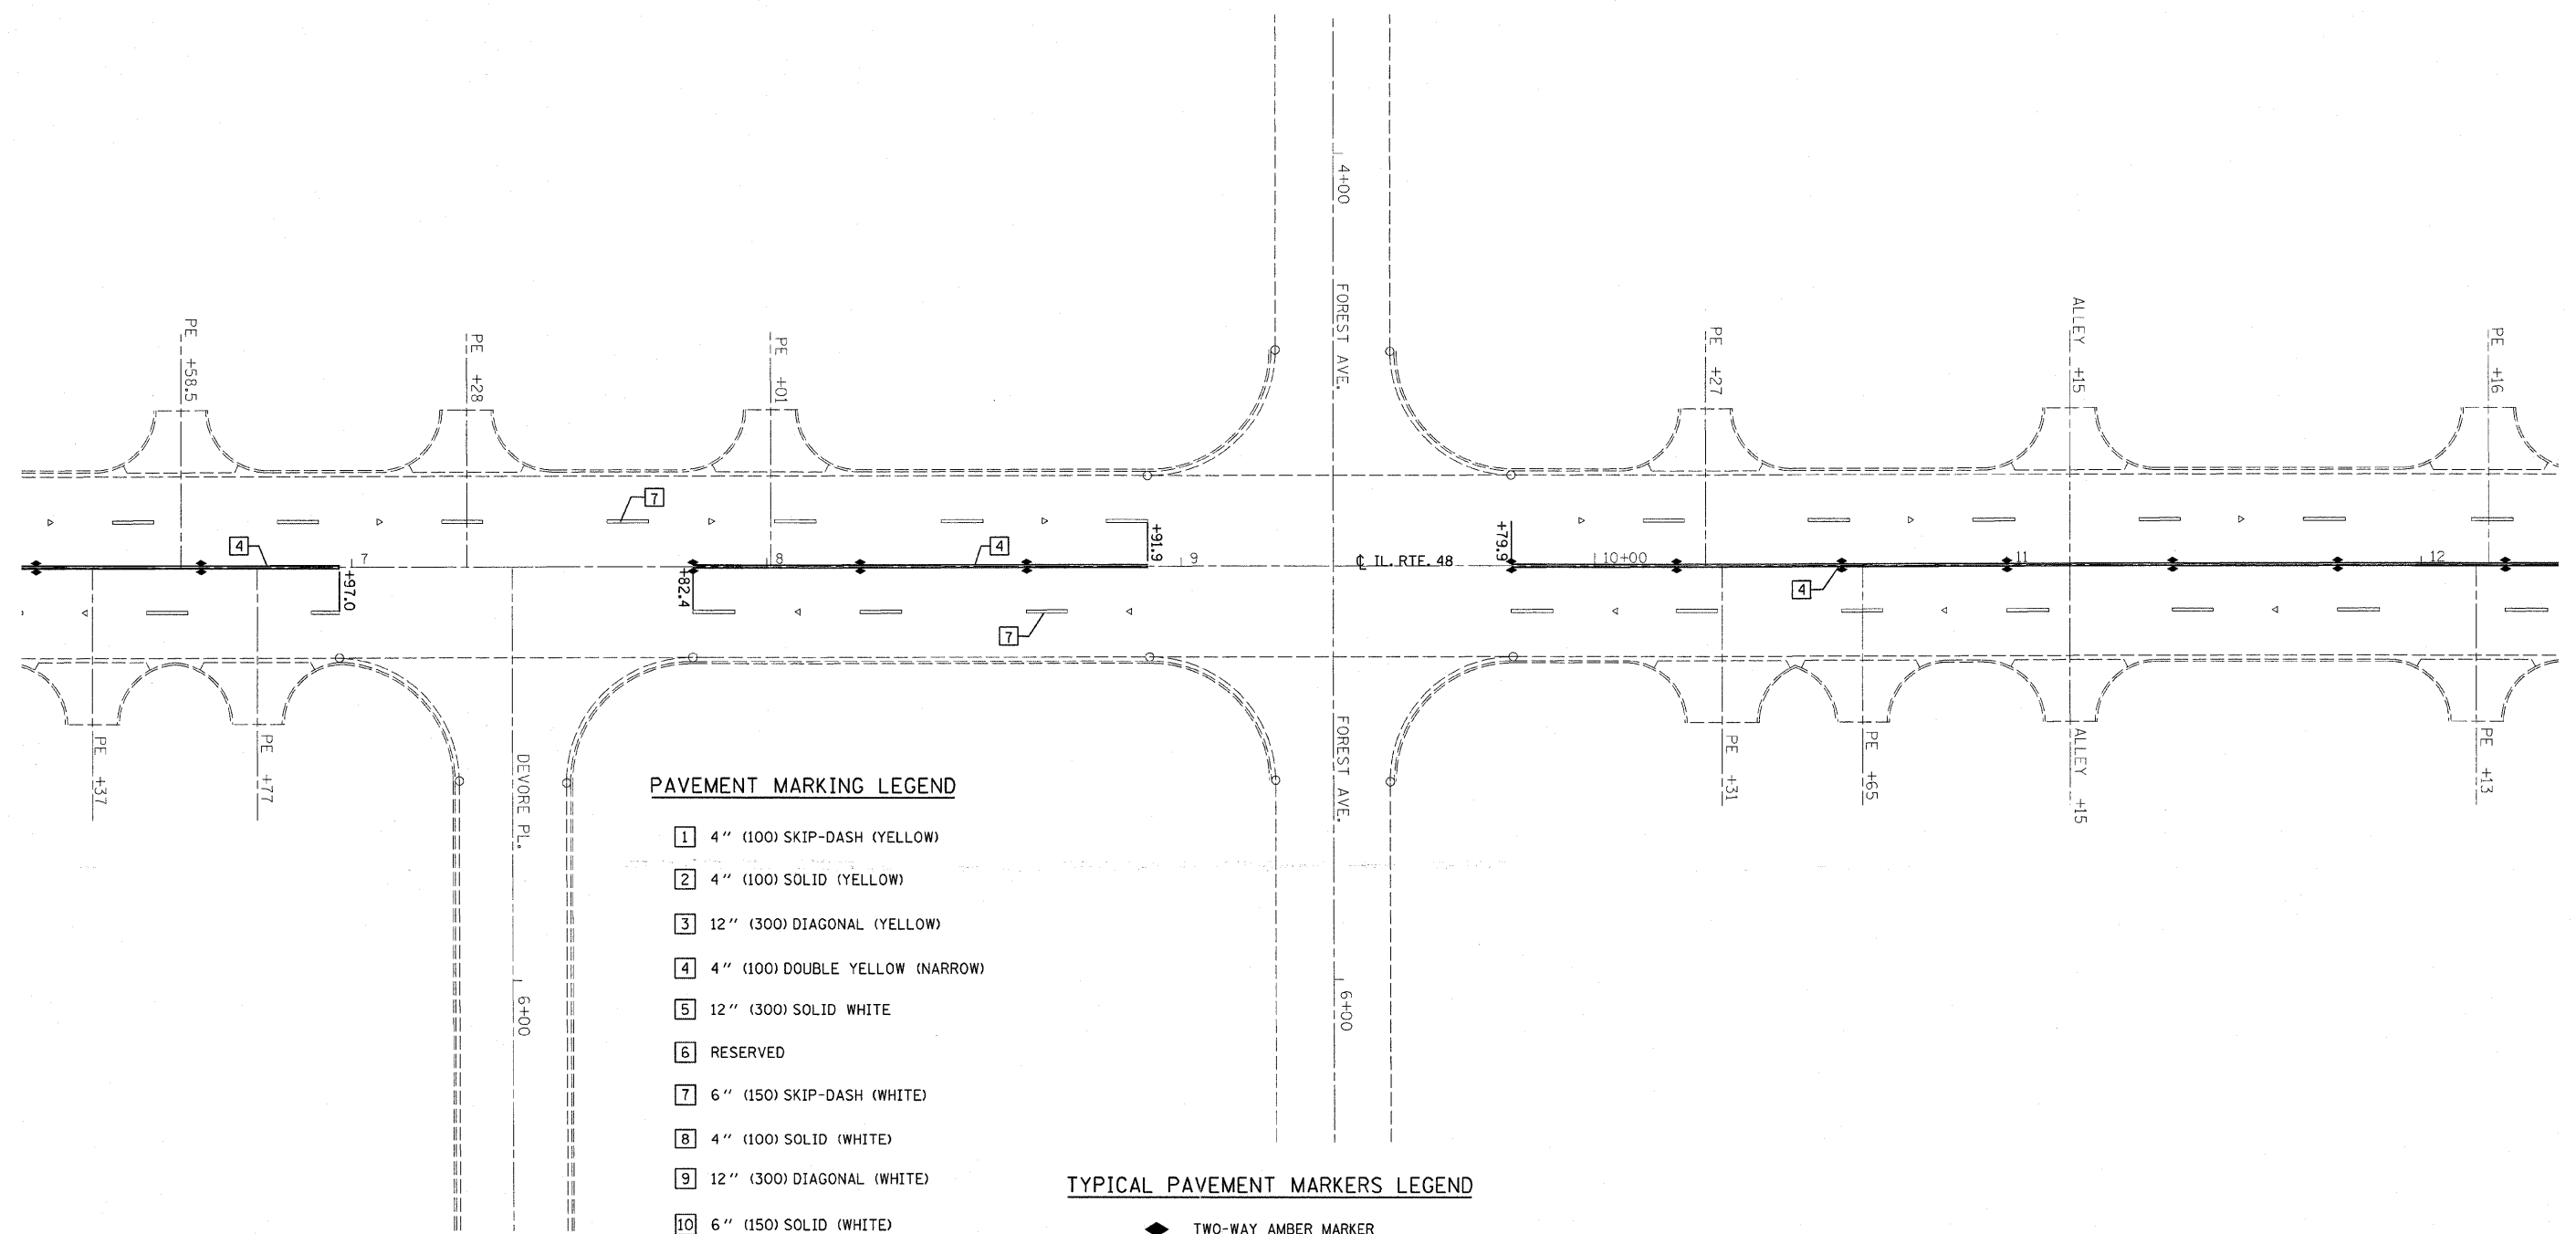 4+00
FOREST AVE.
PE +58.5
PE +28
PE +01
PE +27
ALLEY +15
PE +16
7
4
7
+97.0
8
+82.4
4
+91.9
9
℄ IL. RTE. 48
+79.9
10+00
11
12
4
7
PE +37
PE +77
DEVORE PL.
6+00
FOREST AVE.
6+00
PE +31
PE +65
ALLEY +15
PE +13
PAVEMENT MARKING LEGEND
1 4" (100) SKIP-DASH (YELLOW)
2 4" (100) SOLID (YELLOW)
3 12" (300) DIAGONAL (YELLOW)
4 4" (100) DOUBLE YELLOW (NARROW)
5 12" (300) SOLID WHITE
6 RESERVED
7 6" (150) SKIP-DASH (WHITE)
8 4" (100) SOLID (WHITE)
9 12" (300) DIAGONAL (WHITE)
10 6" (150) SOLID (WHITE)
TYPICAL PAVEMENT MARKERS LEGEND
TWO-WAY AMBER MARKER